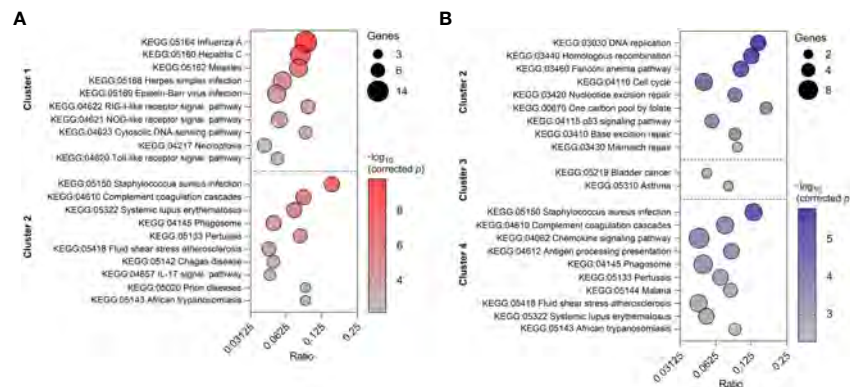 A
KEGG:05164 Influenza A
KEGG:05160 Hepatitis C
KEGG:05162 Measles
KEGG:05168 Herpes simplex infection
KEGG:05169 Epstein-Barr virus infection
KEGG:04622 RIG-I-like receptor signal. pathway
KEGG:04621 NOD-like receptor signal. pathway
KEGG:04623 Cytosolic DNA-sensing pathway
KEGG:04217 Necroptosis
KEGG:04620 Toll-like receptor signal. pathway
Cluster 1
KEGG:05150 Staphylococcus aureus infection
KEGG:04610 Complement coagulation cascades
KEGG:05322 Systemic lupus erythematosus
KEGG:04145 Phagosome
KEGG:05133 Pertussis
KEGG:05418 Fluid shear stress atherosclerosis
KEGG:05142 Chagas disease
KEGG:04657 IL-17 signal. pathway
KEGG:05020 Prion diseases
KEGG:05143 African trypanosomiasis
Cluster 2
0.03125
0.0625
0.125
0.25
Ratio
Genes
3
6
14
-log10
(corrected p)
8
6
4
B
KEGG:03030 DNA replication
KEGG:03440 Homologous recombination
KEGG:03460 Fanconi anemia pathway
KEGG:04110 Cell cycle
KEGG:03420 Nucleotide excision repair
KEGG:00670 One carbon pool by folate
KEGG:04115 p53 signaling pathway
KEGG:03410 Base excision repair
KEGG:03430 Mismatch repair
Cluster 2
KEGG:05219 Bladder cancer
KEGG:05310 Asthma
Cluster 3
KEGG:05150 Staphylococcus aureus infection
KEGG:04610 Complement coagulation cascades
KEGG:04062 Chemokine signaling pathway
KEGG:04612 Antigen processing presentation
KEGG:04145 Phagosome
KEGG:05133 Pertussis
KEGG:05144 Malaria
KEGG:05418 Fluid shear stress atherosclerosis
KEGG:05322 Systemic lupus erythematosus
KEGG:05143 African trypanosomiasis
Cluster 4
0.03125
0.0625
0.125
0.25
Ratio
Genes
2
4
8
-log10
(corrected p
5
4
3